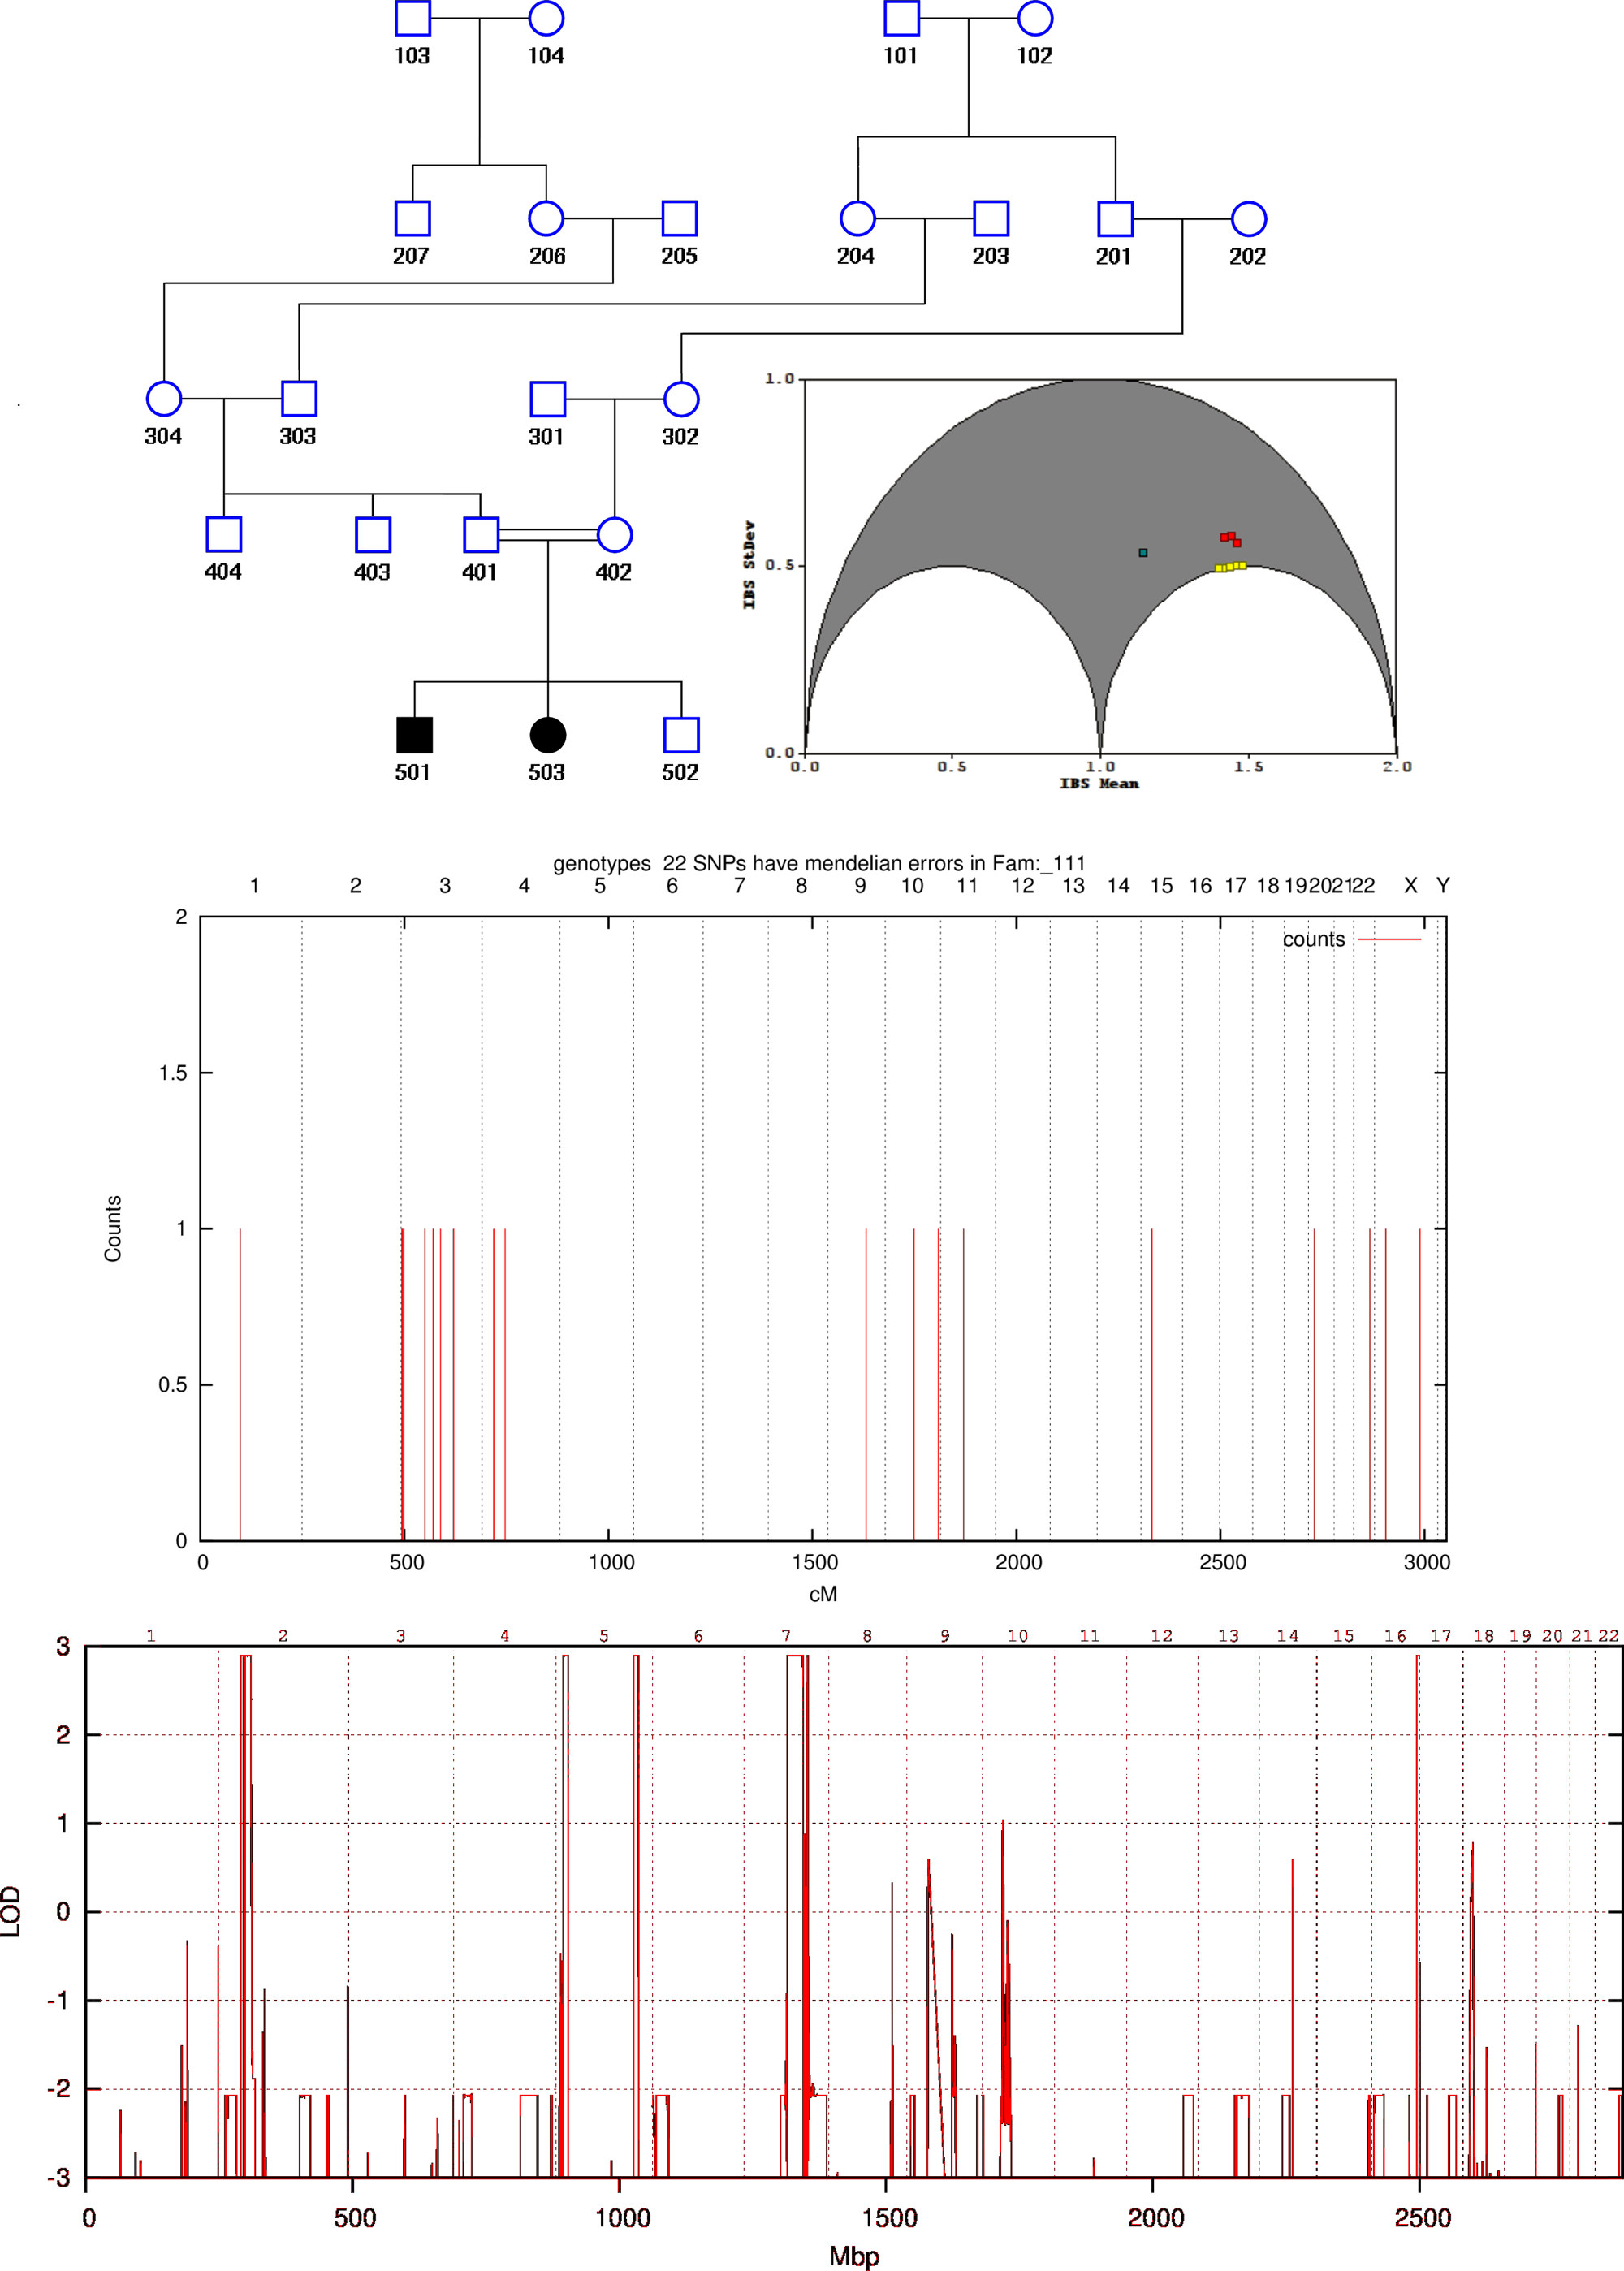 103 104 101 102
207 206 205 204 203 201 202
304 303 301 302
404 403 401 402
501 503 502
1.0
0.5
0.0
IBS StDev
0.0 0.5 1.0 1.5 2.0
IBS Mean
genotypes 22 SNPs have mendelian errors in Fam:_111
1 2 3 4 5 6 7 8 9 10 11 12 13 14 15 16 17 18 19 20 21 22 X Y
counts
2
1.5
1
0.5
0
Counts
0 500 1000 1500 2000 2500 3000
cM
1 2 3 4 5 6 7 8 9 10 11 12 13 14 15 16 17 18 19 20 21 22
3
2
1
0
-1
-2
-3
LOD
0 500 1000 1500 2000 2500
Mbp